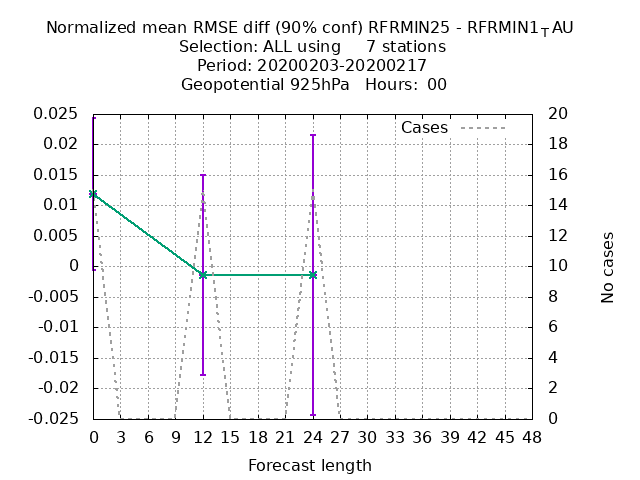 Normalized mean RMSE diff (90% conf) RFRMIN25 - RFRMIN1TAU
Selection: ALL using 7 stations
Period: 20200203-20200217
Geopotential 925hPa Hours: 00
Cases
0.025
0.02
0.015
0.01
0.005
0
-0.005
-0.01
-0.015
-0.02
-0.025
20
18
16
14
12
10
8
6
4
2
0
No cases
0 3 6 9 12 15 18 21 24 27 30 33 36 39 42 45 48
Forecast length